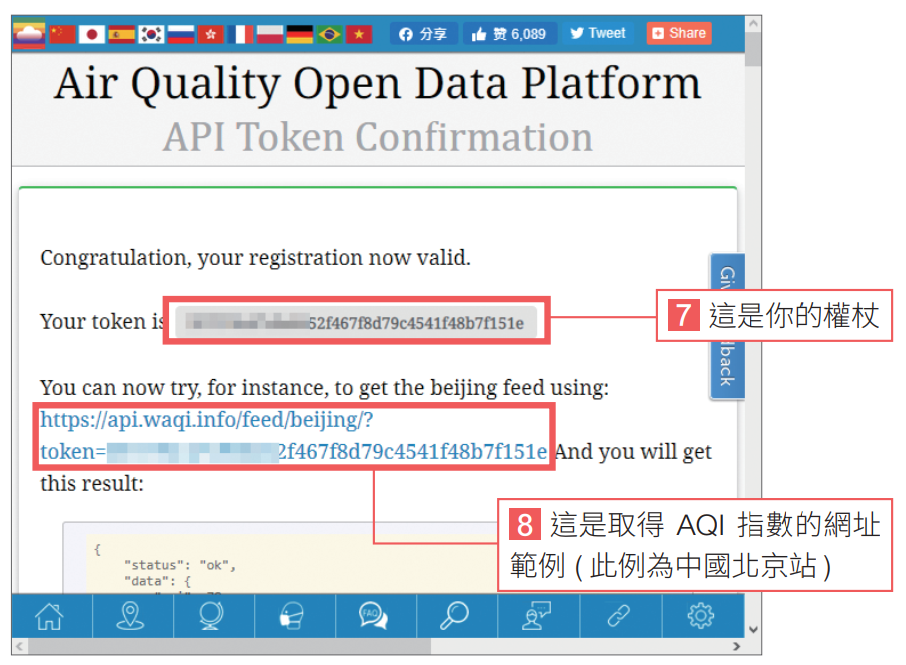 分享
赞 6,089
Tweet
Share
Air Quality Open Data Platform
API Token Confirmation
Congratulation, your registration now valid.
Your token is
52f467f8d79c4541f48b7f151e
7 這是你的權杖
You can now try, for instance, to get the beijing feed using:
https://api.waqi.info/feed/beijing/?
token=
2f467f8d79c4541f48b7f151e And you will get
this result:
8 這是取得 AQI 指數的網址
範例 ( 此例為中國北京站 )
{
"status": "ok",
"data": {
FAQ